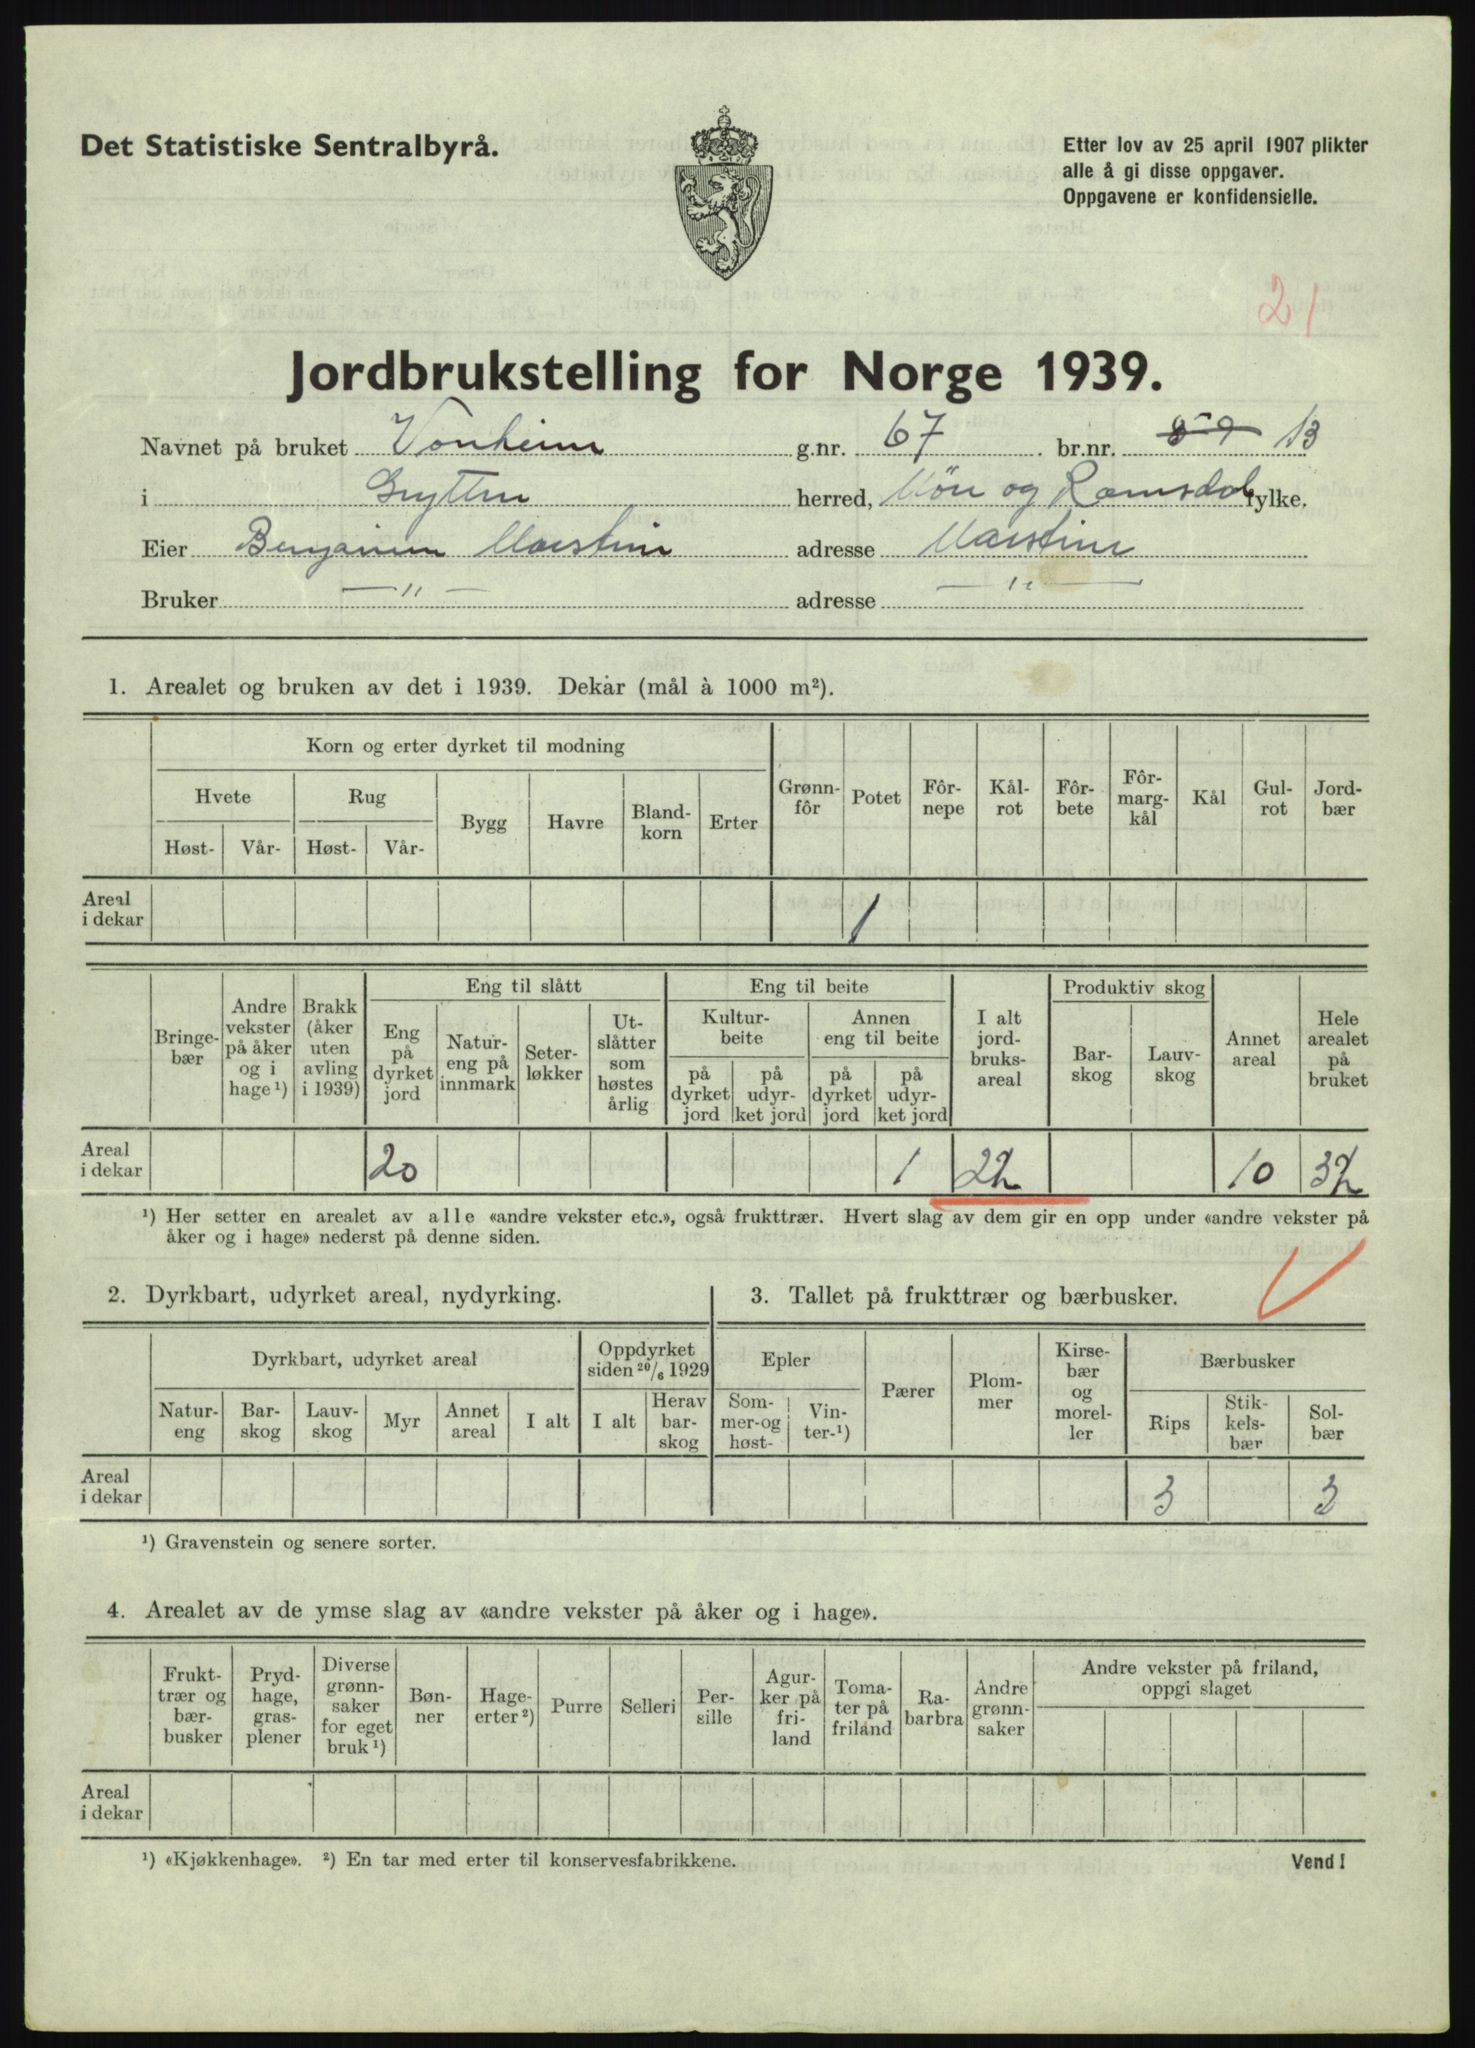 Det Statistiske Sentralbyrå.
Etter lov av 25 april 1907 plikter
alle å gi disse oppgaver.
Oppgavene er konfidensielle.
21
Jordbrukstelling for Norge 1939.
Navnet på bruket Vonheim g.nr. 67 br.nr. 59 13
i Grytten herred, Møre og Romsdal fylke.
Eier Benjamin adresse
Bruker — " — adresse — " —
1. Arealet og bruken av det i 1939. Dekar (mål à 1000 m²).
Korn og erter dyrket til modning
Hvete Rug Bygg Havre Bland-korn Erter Grønn-fôr Potet Fôr-nepe Kål-rot Fôr-bete Fôr-marg-kål Kål Gul-rot Jord-bær
Høst- Vår- Høst- Vår-
Areal i dekar 1
Bringe-bær Andre vekster på åker og i hage¹) Brakk (åker uten avling i 1939) Eng til slått Eng til beite I alt jord-bruks-areal Produktiv skog Annet areal Hele arealet på bruket
Eng på dyrket jord Natur-eng på innmark Seter-løkker Ut-slåtter som høstes årlig Kultur-beite Annen eng til beite Bar-skog Lauv-skog
på dyrket jord på udyr-ket jord på dyrket jord på udyr-ket jord
Areal i dekar 20 1 22 10 32
¹) Her setter en arealet av alle «andre vekster etc.», også frukttrær. Hvert slag av dem gir en opp under «andre vekster på
åker og i hage» nederst på denne siden.
2. Dyrkbart, udyrket areal, nydyrking.
Dyrkbart, udyrket areal Oppdyrket siden 20/6 1929
Natur-eng Bar-skog Lauv-skog Myr Annet areal I alt I alt Herav bar-skog
Areal i dekar
3. Tallet på frukttrær og bærbusker.
Epler Pærer Plom-mer Kirse-bær og morel-ler Bærbusker
Som-mer-og høst- Vin-ter-¹) Rips Stik-kels-bær Sol-bær
3 3
¹) Gravenstein og senere sorter.
4. Arealet av de ymse slag av «andre vekster på åker og i hage».
Frukt-trær og bær-busker Pryd-hage, gras-plener Diverse grønn-saker for eget bruk¹) Bøn-ner Hage-erter²) Purre Selleri Per-sille Agur-ker på fri-land Toma-ter på friland Ra-barbra Andre grønn-saker Andre vekster på friland, oppgi slaget
Areal i dekar
¹) «Kjøkkenhage». ²) En tar med erter til konservesfabrikkene.
Vend!